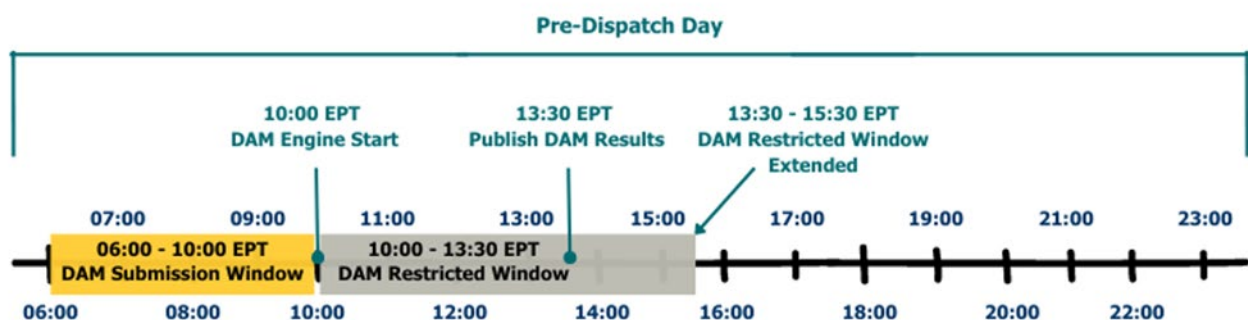 Pre-Dispatch Day
10:00 EPT
DAM Engine Start
13:30 EPT
Publish DAM Results
13:30 - 15:30 EPT
DAM Restricted Window
Extended
07:00 09:00 11:00 13:00 15:00 17:00 19:00 21:00 23:00
06:00 - 10:00 EPT
DAM Submission Window
10:00 - 13:30 EPT
DAM Restricted Window
06:00 08:00 10:00 12:00 14:00 16:00 18:00 20:00 22:00